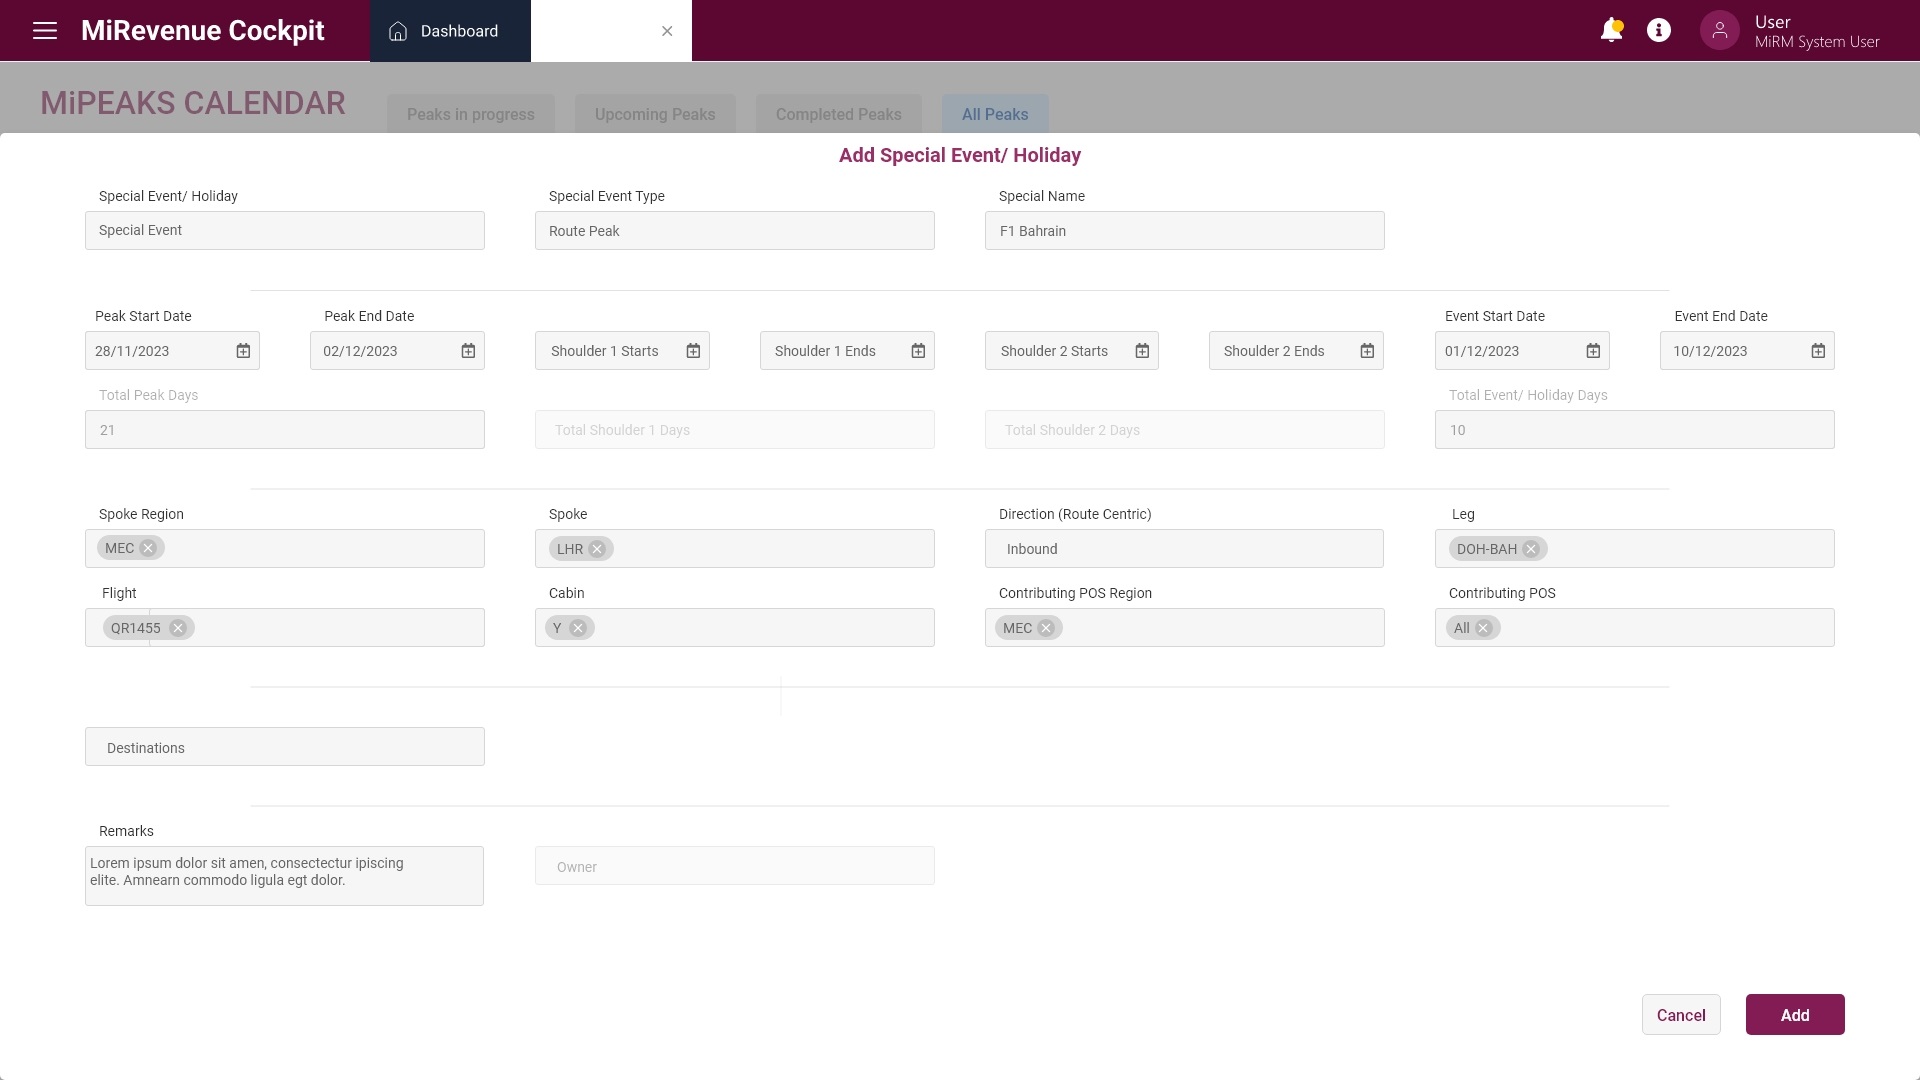 MiRevenue Cockpit
Dashboard
User
MiRM System User
MiPEAKS CALENDAR
Peaks in progress
Upcoming Peaks
Completed Peaks
All Peaks
Add Special Event/ Holiday
Special Event/ Holiday
Special Event Type
Special Name
Special Event
Route Peak
F1 Bahrain
Peak Start Date
Peak End Date
Event Start Date
Event End Date
28/11/2023
02/12/2023
Shoulder 1 Starts
Shoulder 1 Ends
Shoulder 2 Starts
Shoulder 2 Ends
01/12/2023
10/12/2023
Total Peak Days
Total Event/ Holiday Days
21
Total Shoulder 1 Days
Total Shoulder 2 Days
10
Spoke Region
Spoke
Direction (Route Centric)
Leg
MEC
LHR
Inbound
DOH-BAH
Flight
Cabin
Contributing POS Region
Contributing POS
QR1455
Y
MEC
All
Destinations
Remarks
Lorem ipsum dolor sit amen, consectectur ipiscing
elite. Amnearn commodo ligula egt dolor.
Owner
Cancel
Add